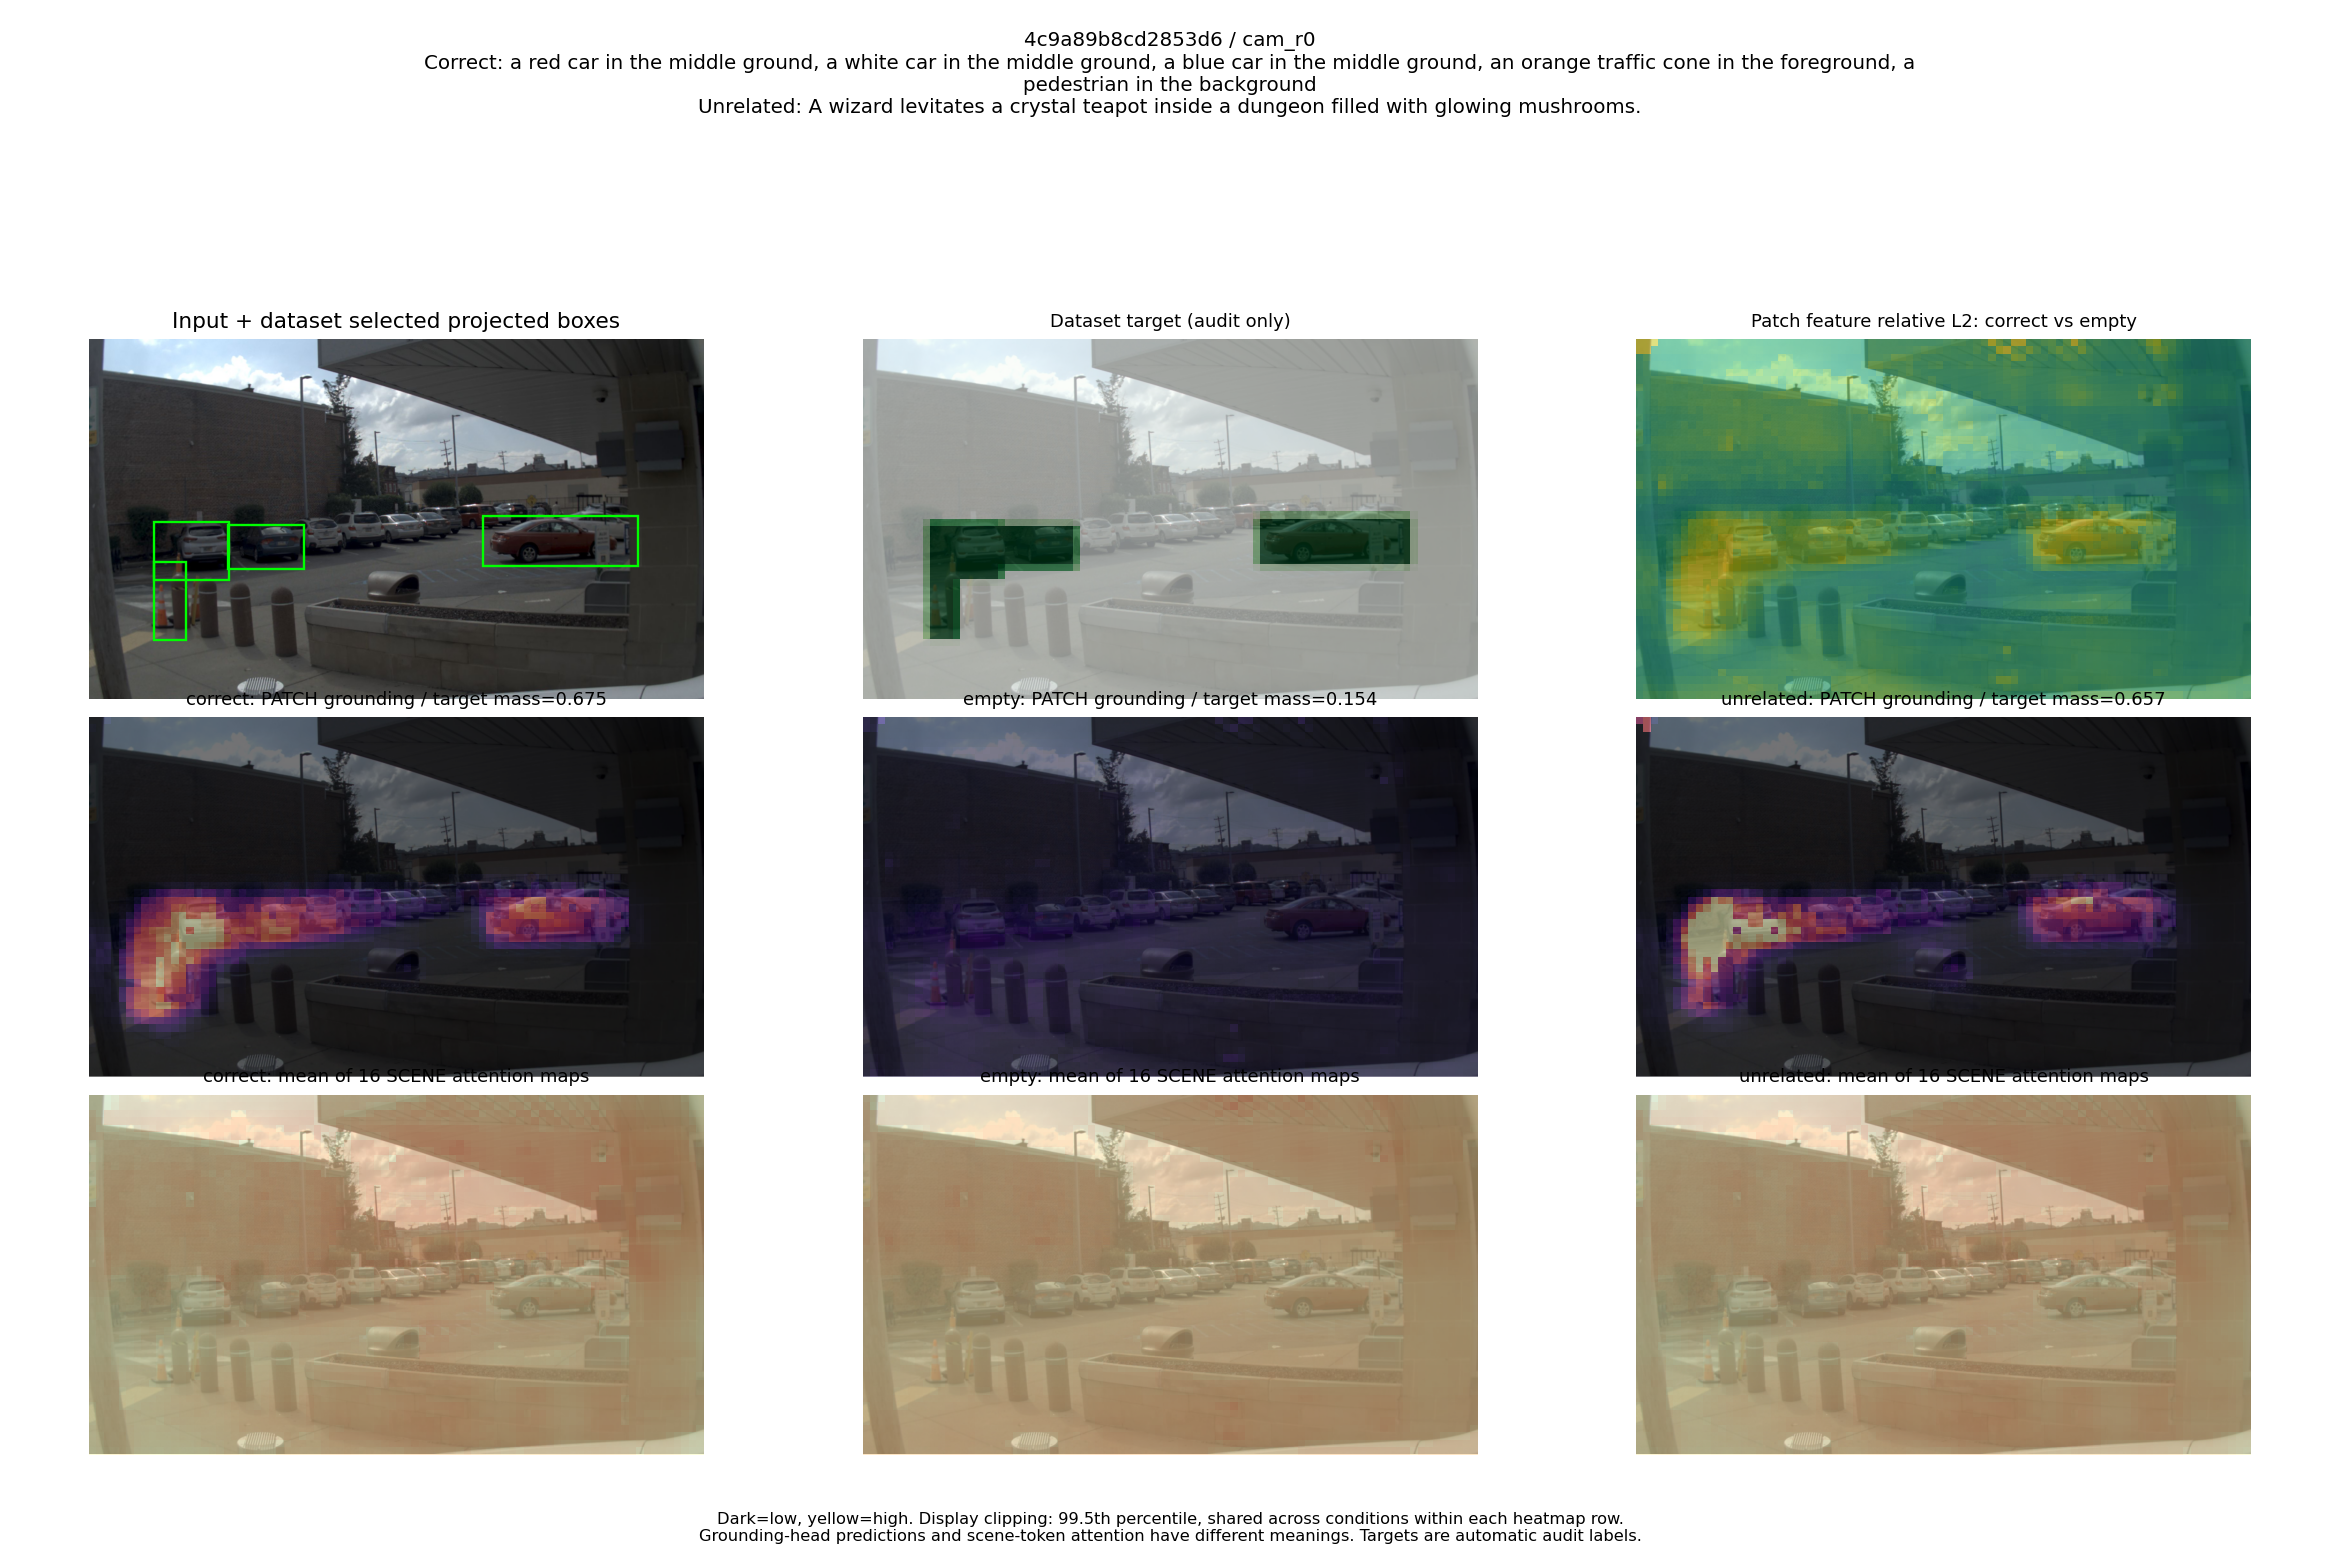 4c9a89b8cd2853d6 / cam_r0
Correct: a red car in the middle ground, a white car in the middle ground, a blue car in the middle ground, an orange traffic cone in the foreground, a
pedestrian in the background
Unrelated: A wizard levitates a crystal teapot inside a dungeon filled with glowing mushrooms.
Input + dataset selected projected boxes
Dataset target (audit only)
Patch feature relative L2: correct vs empty
correct: PATCH grounding / target mass=0.675
empty: PATCH grounding / target mass=0.154
unrelated: PATCH grounding / target mass=0.657
correct: mean of 16 SCENE attention maps
empty: mean of 16 SCENE attention maps
unrelated: mean of 16 SCENE attention maps
Dark=low, yellow=high. Display clipping: 99.5th percentile, shared across conditions within each heatmap row.
Grounding-head predictions and scene-token attention have different meanings. Targets are automatic audit labels.